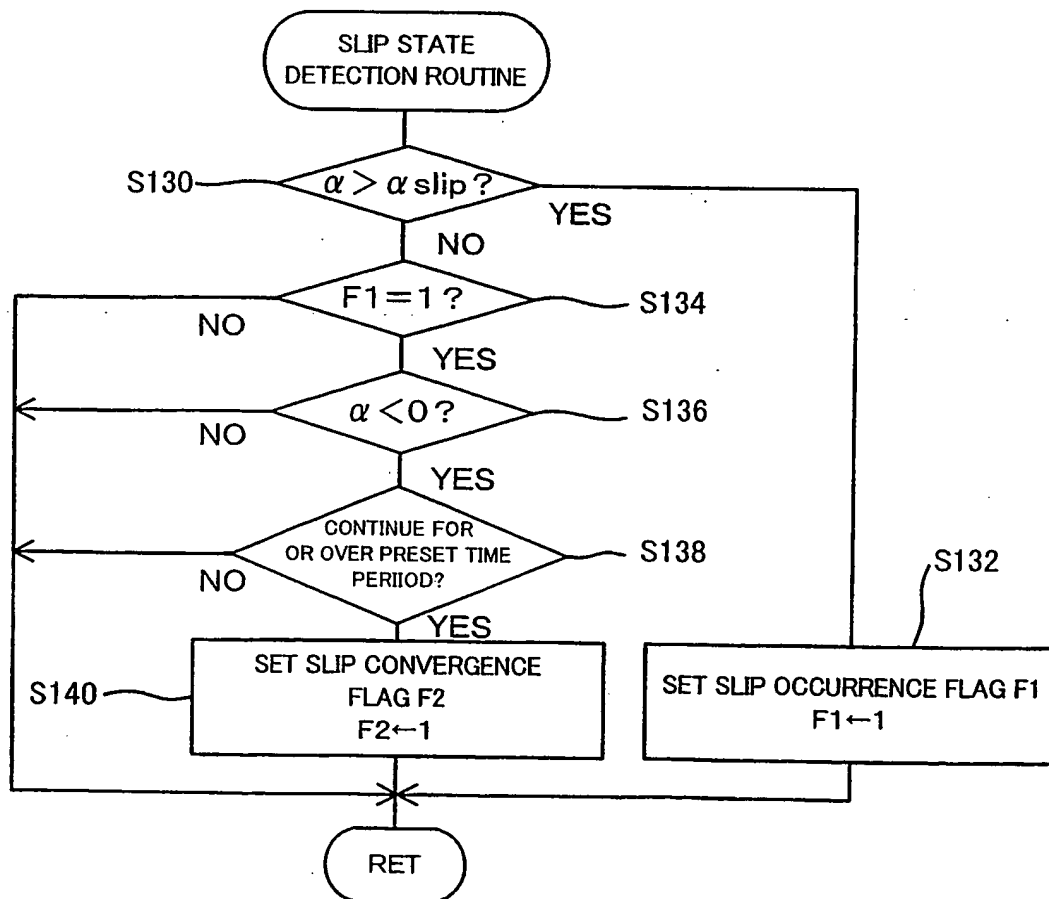 SLIP STATE
DETECTION ROUTINE
S130
α > α slip ?
YES
NO
F1=1 ?
S134
NO
YES
α <0 ?
S136
NO
YES
CONTINUE FOR
OR OVER PRESET TIME
PERIIOD?
S138
NO
YES
S132
SET SLIP CONVERGENCE
FLAG F2
F2←1
S140
SET SLIP OCCURRENCE FLAG F1
F1←1
RET